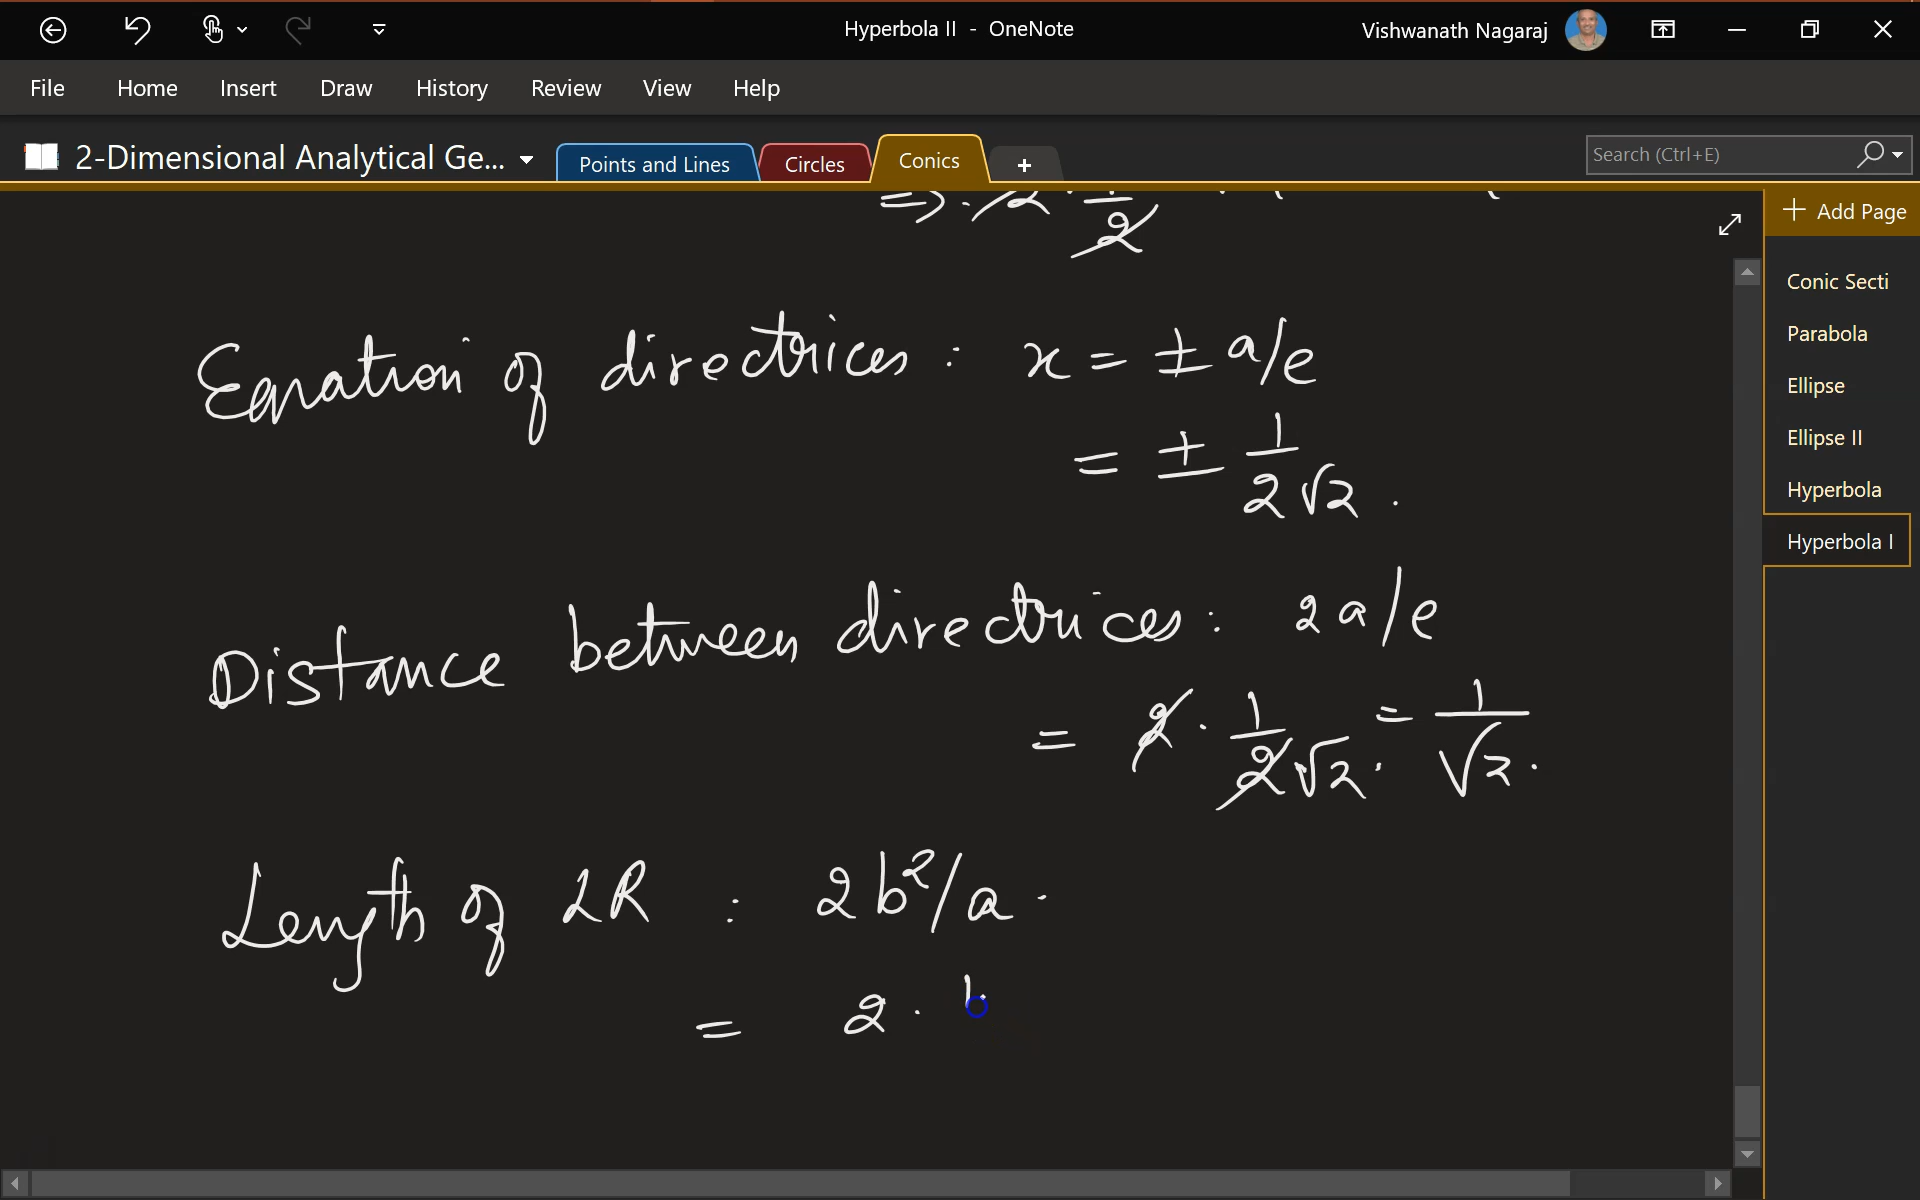 Hyperbola II - OneNote
Vishwanath Nagaraj
File Home Insert Draw History Review View Help
2-Dimensional Analytical Ge...
Points and Lines
Circles
Conics
+
Search (Ctrl+E)
+ Add Page
Conic Secti
Parabola
Ellipse
Ellipse II
Hyperbola
Hyperbola I
Equation of directrices : x = ± a/e
= ± 1/2√2 .
Distance between directrices : 2a/e
= 2 · 1/2√2 . = 1/√2 .
Length of LR : 2b²/a .
= 2 .